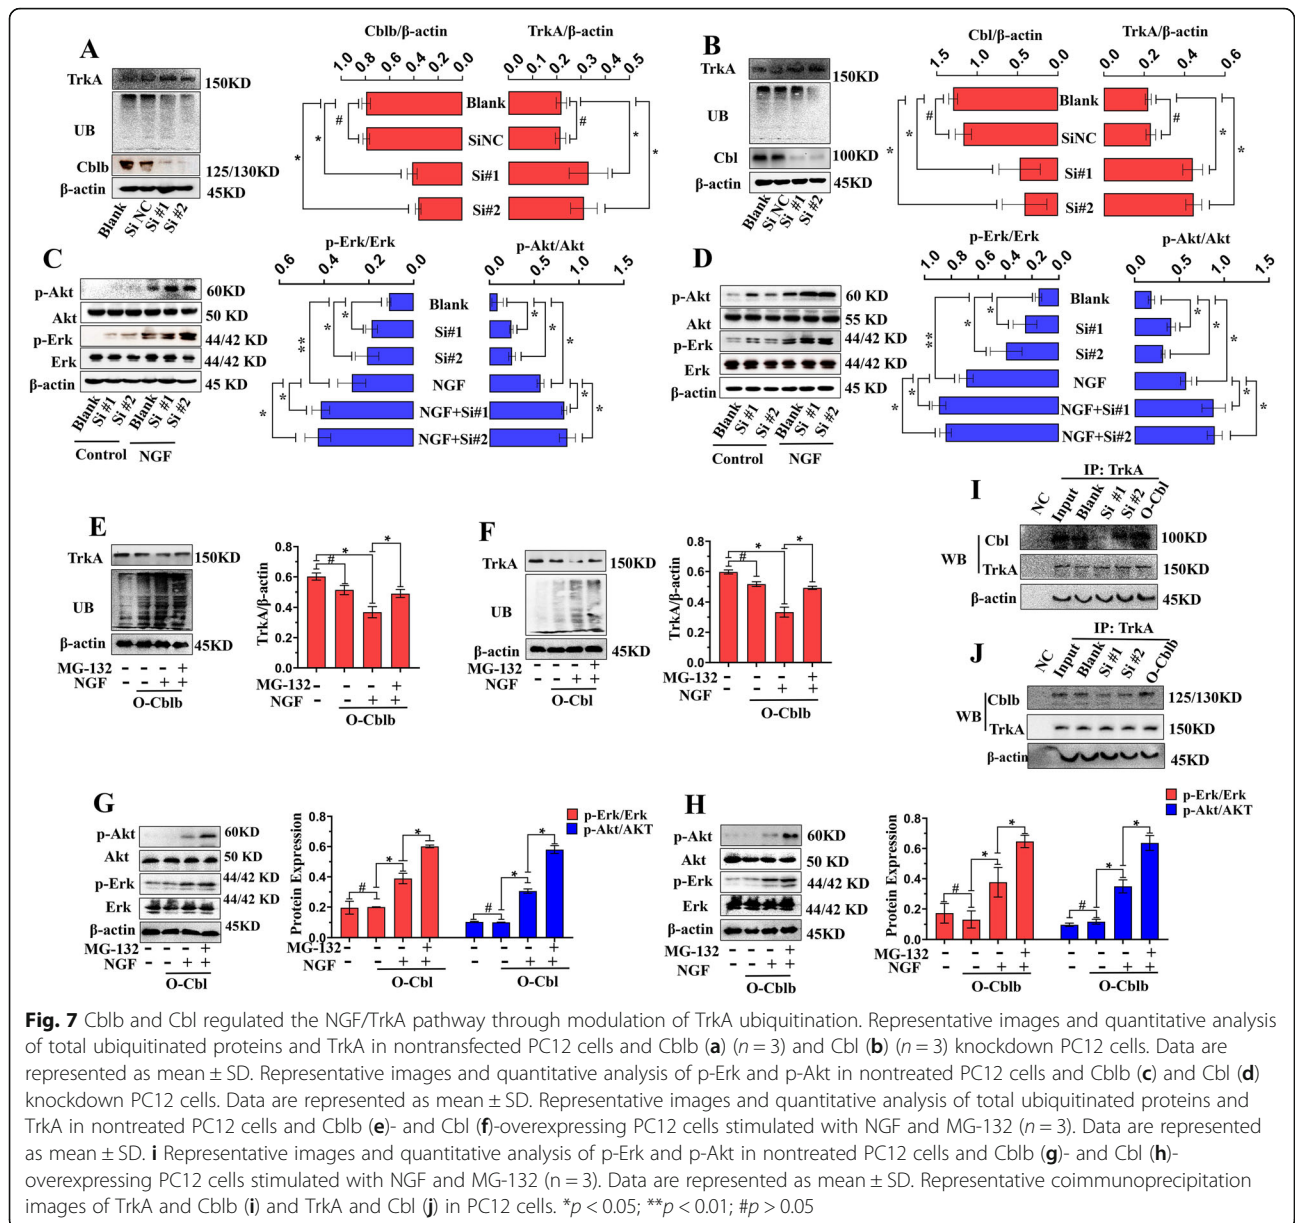 A
TrkA
150KD
UB
Cblb
125/130KD
β-actin
45KD
Blank
Si NC
Si #1
Si #2
Cblb/β-actin
TrkA/β-actin
1.0 0.8 0.6 0.4 0.2 0.0
0.0 0.1 0.2 0.3 0.4 0.5
Blank
SiNC
Si#1
Si#2
# * *
# * *
B
TrkA
150KD
UB
Cbl
100KD
β-actin
45KD
Blank
Si NC
Si #1
Si #2
Cbl/β-actin
TrkA/β-actin
1.5 1.0 0.5 0.0
0.0 0.2 0.4 0.6
Blank
SiNC
Si#1
Si#2
# * *
# * *
C
p-Akt
60KD
Akt
50 KD
p-Erk
44/42 KD
Erk
44/42 KD
β-actin
45 KD
Blank
Si #1
Si #2
Blank
Si #1
Si #2
Control
NGF
p-Erk/Erk
p-Akt/Akt
0.6 0.4 0.2 0.0
0.0 0.5 1.0 1.5
Blank
Si#1
Si#2
NGF
NGF+Si#1
NGF+Si#2
* * ** * *
* * * * *
D
p-Akt
60 KD
Akt
55 KD
p-Erk
44/42 KD
Erk
44/42 KD
β-actin
45 KD
Blank
Si #1
Si #2
Blank
Si #1
Si #2
Control
NGF
p-Erk/Erk
p-Akt/Akt
1.0 0.8 0.6 0.4 0.2 0.0
0.0 0.5 1.0 1.5
Blank
Si#1
Si#2
NGF
NGF+Si#1
NGF+Si#2
* * ** * *
* * * * *
E
TrkA
150KD
UB
β-actin
45KD
MG-132 +
NGF - - + +
O-Cblb
TrkA/β-actin
0.8
0.6
0.4
0.2
0.0
# * *
MG-132 +
NGF - - + +
O-Cblb
F
TrkA
150KD
UB
β-actin
45KD
MG-132 +
NGF - - + +
O-Cbl
TrkA/β-actin
0.8
0.6
0.4
0.2
0.0
# * *
MG-132 +
NGF - - + +
O-Cblb
I
IP: TrkA
NC
Input
Blank
Si #1
Si #2
O-Cbl
WB
Cbl
100KD
TrkA
150KD
β-actin
45KD
J
IP: TrkA
NC
Input
Blank
Si #1
Si #2
O-Cblb
WB
Cblb
125/130KD
TrkA
150KD
β-actin
45KD
G
p-Akt
60KD
Akt
50 KD
p-Erk
44/42 KD
Erk
44/42 KD
β-actin
45KD
MG-132 +
NGF - - + +
O-Cbl
Protein Expression
0.8
0.6
0.4
0.2
0.0
# * *
# * *
p-Erk/Erk
p-Akt/AKT
MG-132 + +
NGF - - + + - - + +
O-Cbl
O-Cbl
H
p-Akt
60KD
Akt
50 KD
p-Erk
44/42 KD
Erk
44/42 KD
β-actin
45KD
MG-132 +
NGF - - + +
O-Cblb
Protein Expression
0.8
0.6
0.4
0.2
0.0
# * *
# * *
p-Erk/Erk
p-Akt/AKT
MG-132 + +
NGF - - + + - - + +
O-Cblb
O-Cblb
Fig. 7 Cblb and Cbl regulated the NGF/TrkA pathway through modulation of TrkA ubiquitination. Representative images and quantitative analysis
of total ubiquitinated proteins and TrkA in nontransfected PC12 cells and Cblb (a) (n = 3) and Cbl (b) (n = 3) knockdown PC12 cells. Data are
represented as mean ± SD. Representative images and quantitative analysis of p-Erk and p-Akt in nontreated PC12 cells and Cblb (c) and Cbl (d)
knockdown PC12 cells. Data are represented as mean ± SD. Representative images and quantitative analysis of total ubiquitinated proteins and
TrkA in nontreated PC12 cells and Cblb (e)- and Cbl (f)-overexpressing PC12 cells stimulated with NGF and MG-132 (n = 3). Data are represented
as mean ± SD. i Representative images and quantitative analysis of p-Erk and p-Akt in nontreated PC12 cells and Cblb (g)- and Cbl (h)-
overexpressing PC12 cells stimulated with NGF and MG-132 (n = 3). Data are represented as mean ± SD. Representative coimmunoprecipitation
images of TrkA and Cblb (i) and TrkA and Cbl (j) in PC12 cells. *p < 0.05; **p < 0.01; #p > 0.05